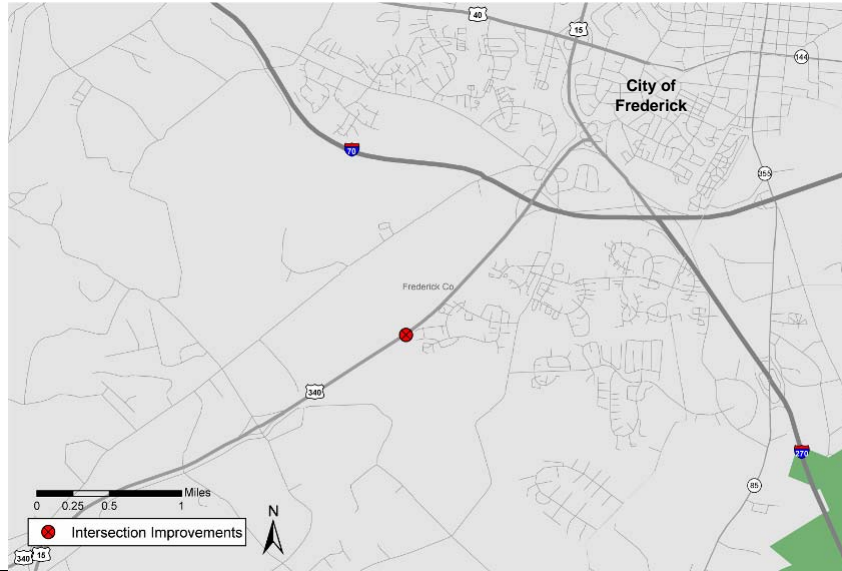 40
15
144
City of
Frederick
70
355
Frederick Co.
340
270
85
Miles
0 0.25 0.5 1
Intersection Improvements
N
340 15